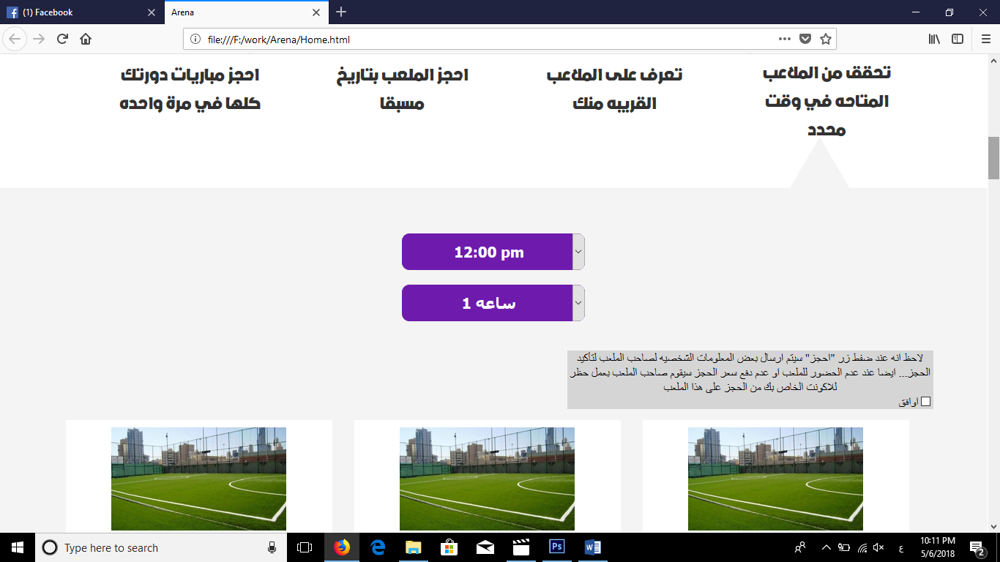 (1) Facebook
Arena
file:///F:/work/Arena/Home.html
تحقق من الملاعب
المتاحه في وقت
محدد
تعرف على الملاعب
القريبه منك
احجز الملعب بتاريخ
مسبقا
احجز مباريات دورتك
كلها في مرة واحده
12:00 pm
1 ساعه
لاحظ انه عند ضغط زر "احجز" سيتم ارسال بعض المعلومات الشخصيه لصاحب الملعب لتأكيد
الحجز... ايضا عند عدم الحضور للملعب او عدم دفع سعر الحجز سيقوم صاحب الملعب بعمل حظر
للاكونت الخاص بك من الحجز على هذا الملعب
اوافق
Type here to search
Ps
W
ع
10:11 PM
5/6/2018
2